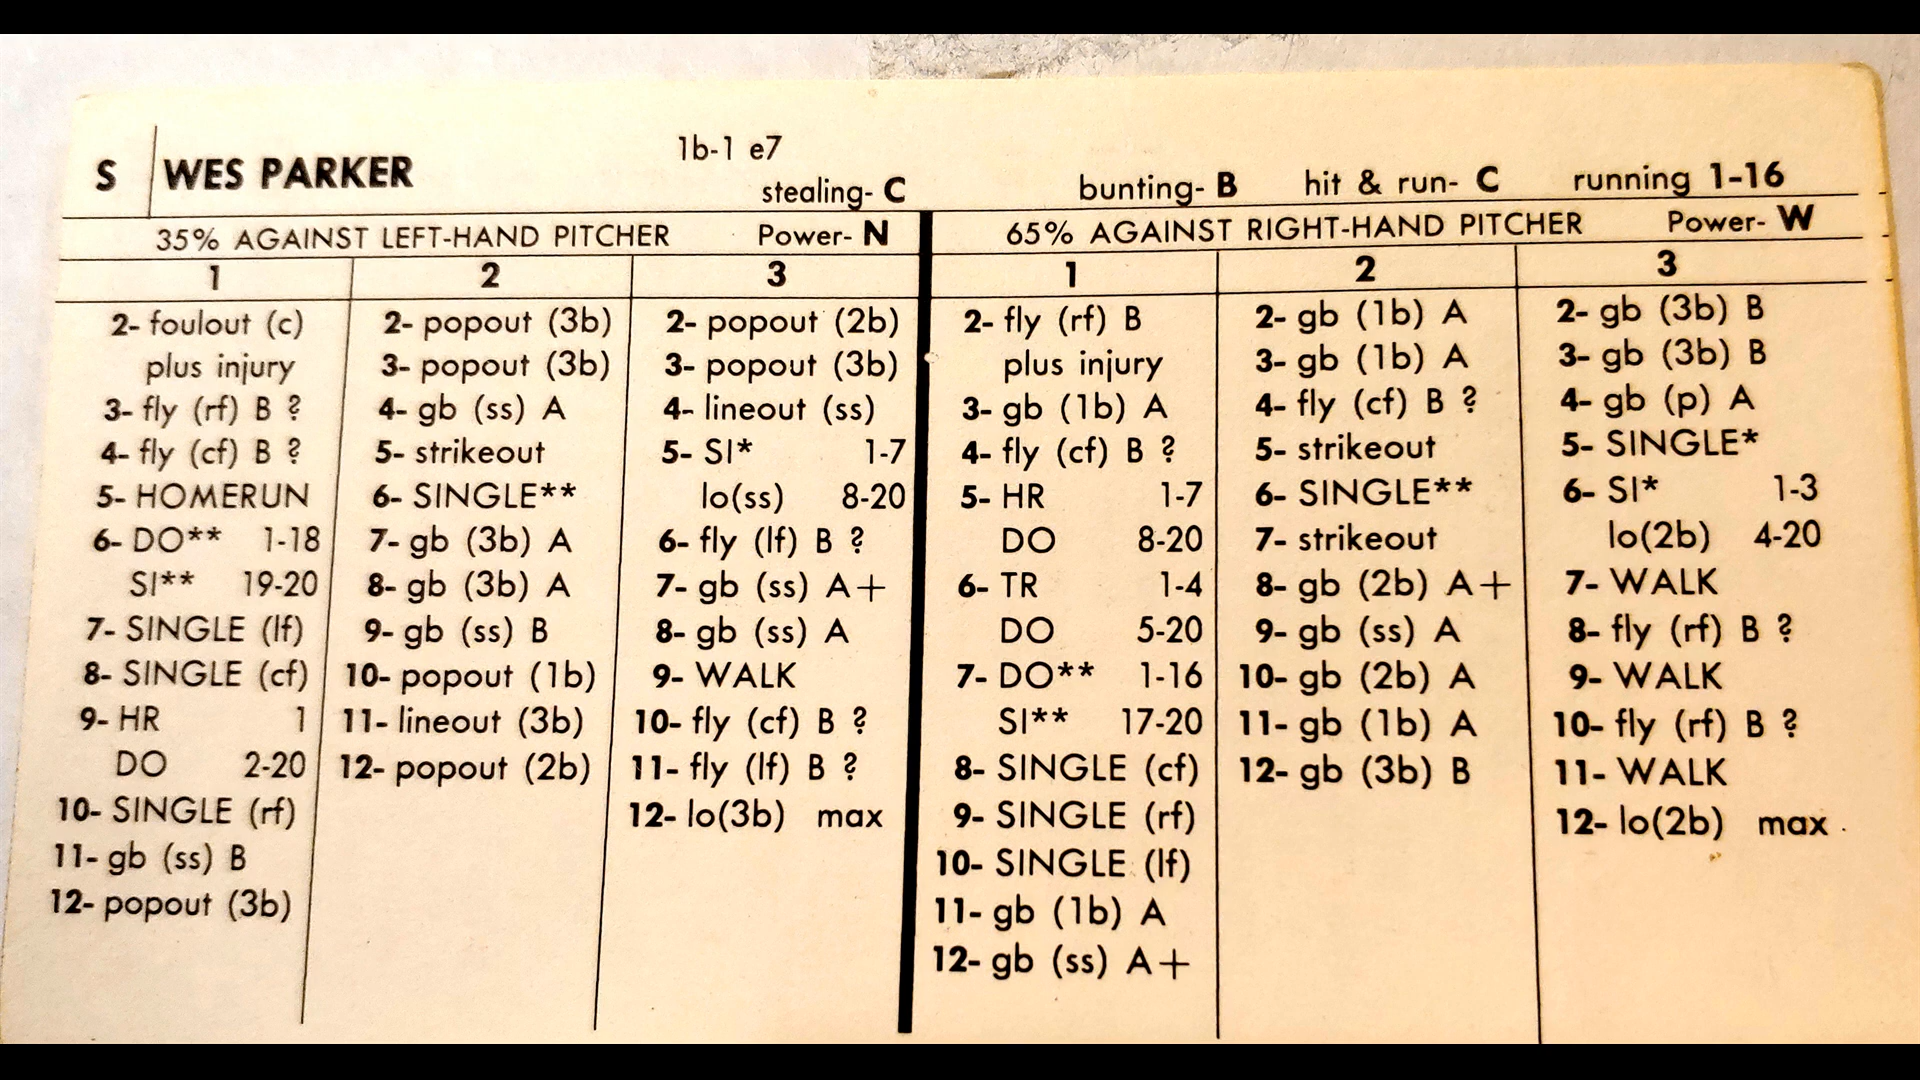 1b-1 e7
S WES PARKER stealing- C bunting- B hit & run- C running 1-16
35% AGAINST LEFT-HAND PITCHER Power- N
1 2 3
2- foulout (c)
plus injury
3- fly (rf) B ?
4- fly (cf) B ?
5- HOMERUN
6- DO** 1-18
SI** 19-20
7- SINGLE (lf)
8- SINGLE (cf)
9- HR 1
DO 2-20
10- SINGLE (rf)
11- gb (ss) B
12- popout (3b)
2- popout (3b)
3- popout (3b)
4- gb (ss) A
5- strikeout
6- SINGLE**
7- gb (3b) A
8- gb (3b) A
9- gb (ss) B
10- popout (1b)
11- lineout (3b)
12- popout (2b)
2- popout (2b)
3- popout (3b)
4- lineout (ss)
5- SI* 1-7
lo(ss) 8-20
6- fly (lf) B ?
7- gb (ss) A+
8- gb (ss) A
9- WALK
10- fly (cf) B ?
11- fly (lf) B ?
12- lo(3b) max
65% AGAINST RIGHT-HAND PITCHER Power- W
1 2 3
2- fly (rf) B
plus injury
3- gb (1b) A
4- fly (cf) B ?
5- HR 1-7
DO 8-20
6- TR 1-4
DO 5-20
7- DO** 1-16
SI** 17-20
8- SINGLE (cf)
9- SINGLE (rf)
10- SINGLE (lf)
11- gb (1b) A
12- gb (ss) A+
2- gb (1b) A
3- gb (1b) A
4- fly (cf) B ?
5- strikeout
6- SINGLE**
7- strikeout
8- gb (2b) A+
9- gb (ss) A
10- gb (2b) A
11- gb (1b) A
12- gb (3b) B
2- gb (3b) B
3- gb (3b) B
4- gb (p) A
5- SINGLE*
6- SI* 1-3
lo(2b) 4-20
7- WALK
8- fly (rf) B ?
9- WALK
10- fly (rf) B ?
11- WALK
12- lo(2b) max